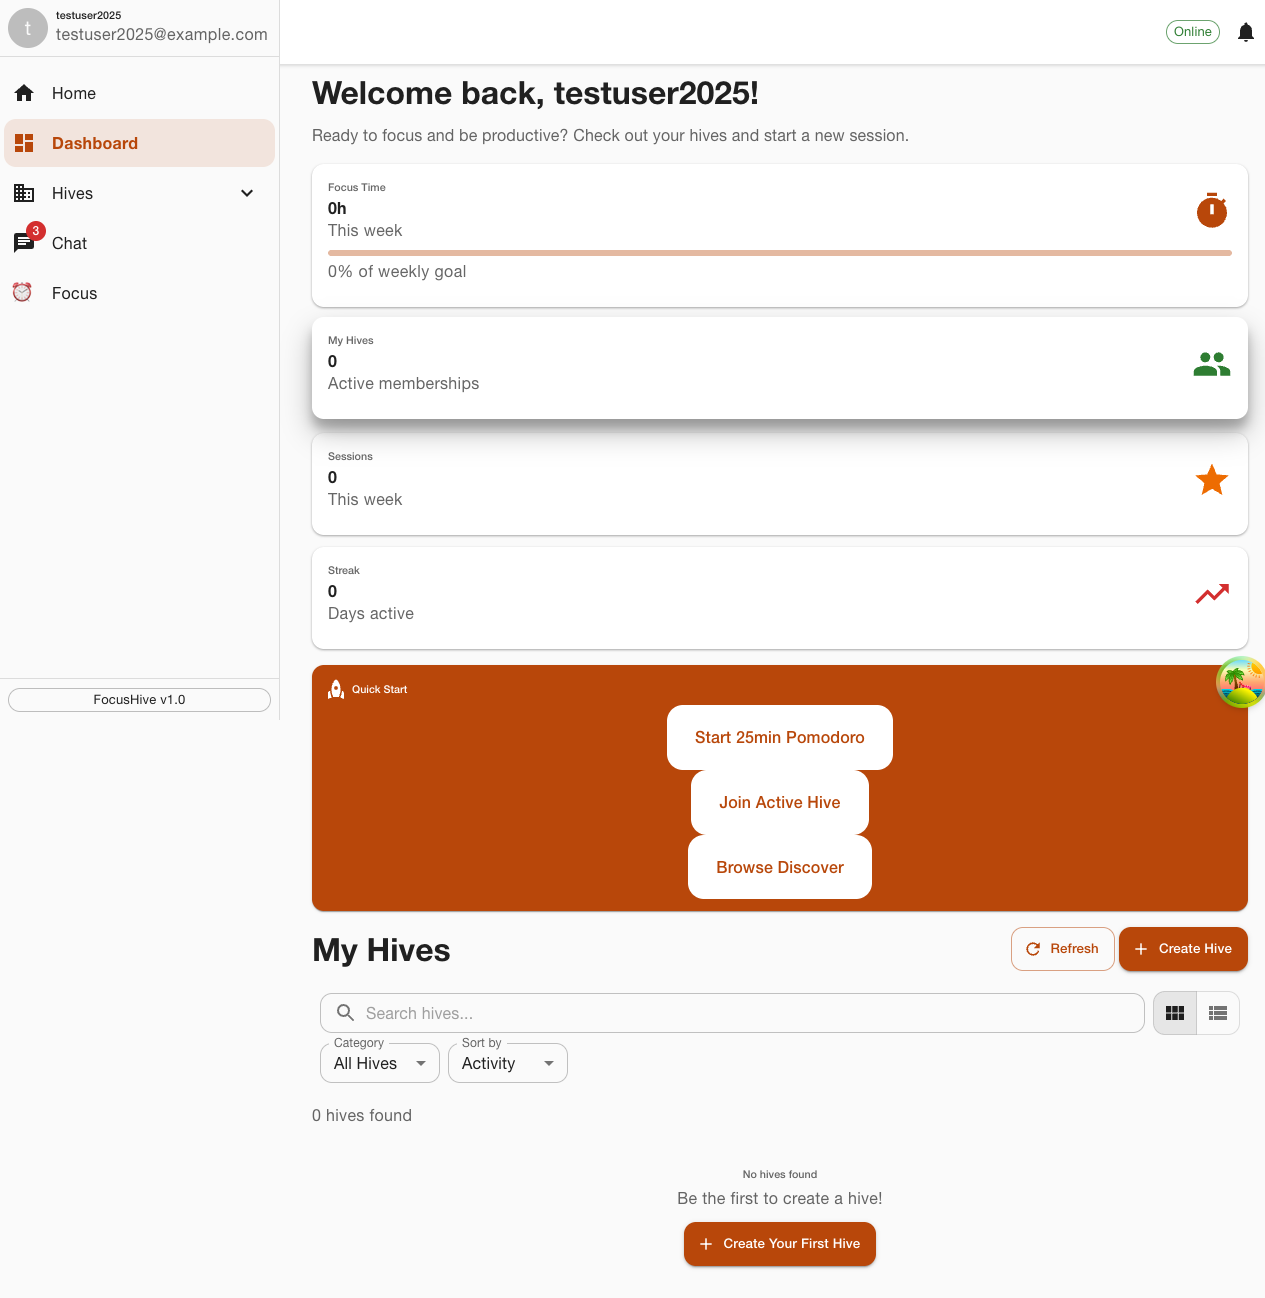 t
testuser2025
testuser2025@example.com
Home
Dashboard
Hives
3
Chat
Focus
FocusHive v1.0
Online
Welcome back, testuser2025!
Ready to focus and be productive? Check out your hives and start a new session.
Focus Time
0h
This week
0% of weekly goal
My Hives
0
Active memberships
Sessions
0
This week
Streak
0
Days active
Quick Start
Start 25min Pomodoro
Join Active Hive
Browse Discover
My Hives
Refresh
Create Hive
Search hives...
Category
All Hives
Sort by
Activity
0 hives found
No hives found
Be the first to create a hive!
Create Your First Hive